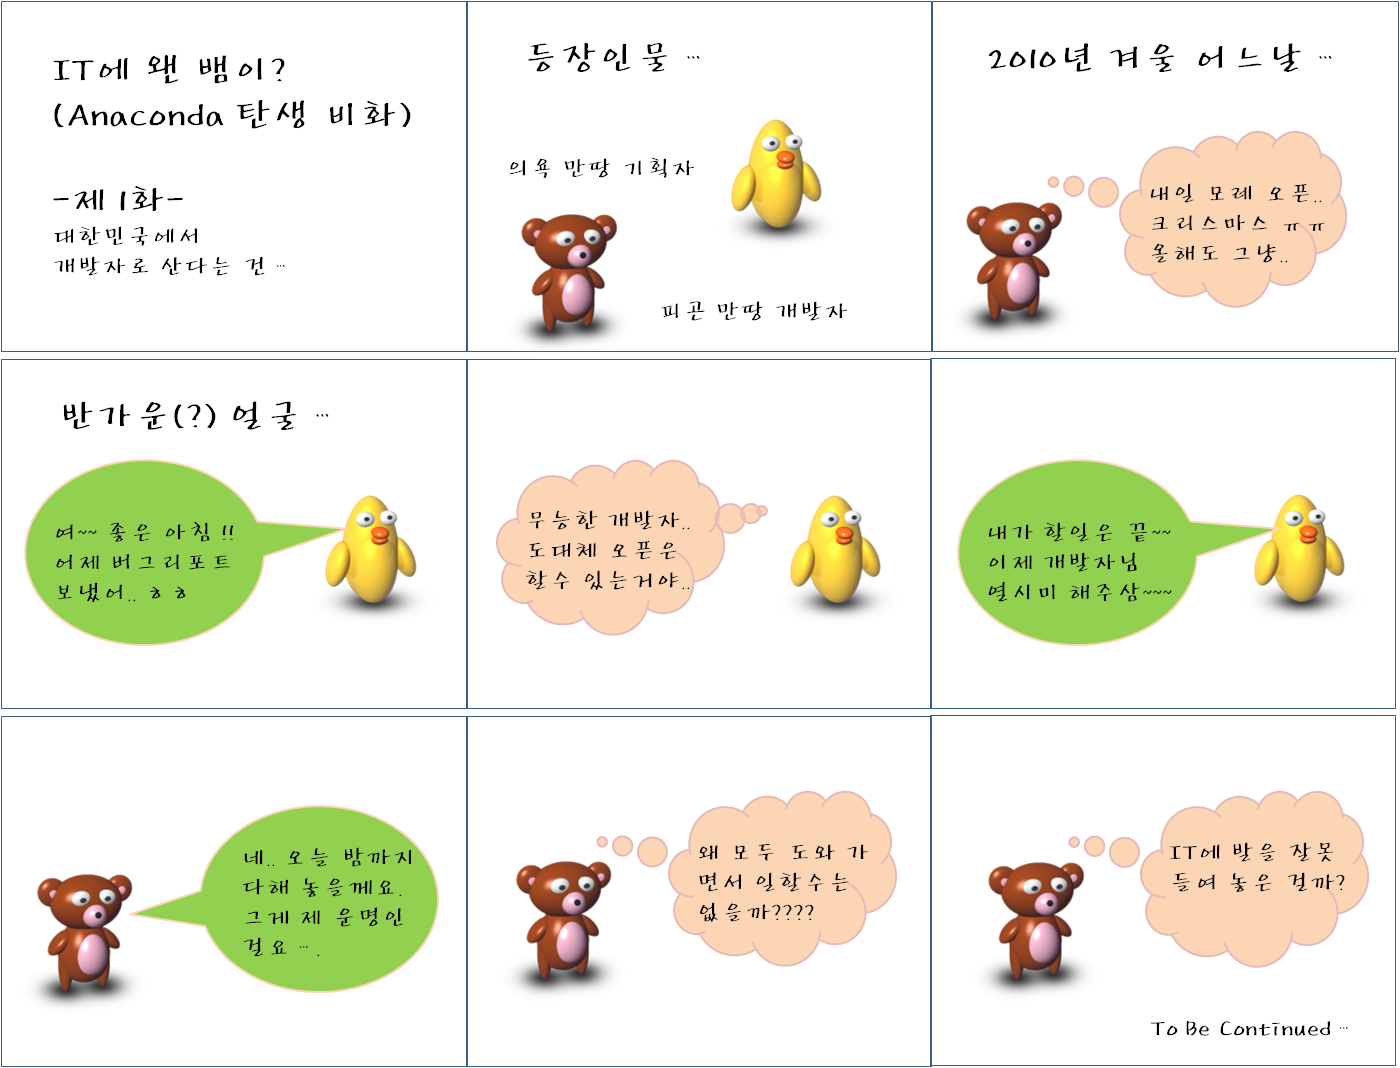 IT에 왠 뱀이?
(Anaconda 탄생 비화)
-제 1화-
대한민국에서
개발자로 산다는 건 …
등장인물 …
의욕 만땅 기획자
피곤 만땅 개발자
2010년 겨울 어느날 …
내일 모레 오픈..
크리스마스 ㅠㅠ
올해도 그냥..
반가운(?) 얼굴 …
여~~ 좋은 아침 !!
어제 버그리포트
보냈어.. ㅎ ㅎ
무능한 개발자..
도대체 오픈은
할수 있는거야..
내가 할일은 끝~~
이제 개발자님
열시미 해주삼~~~
네.. 오늘 밤까지
다해 놓을께요.
그게 제 운명인
걸요 … .
왜 모두 도와 가
면서 일할수는
없을까????
IT에 발을 잘못
들여 놓은 걸까?
To Be Continued …